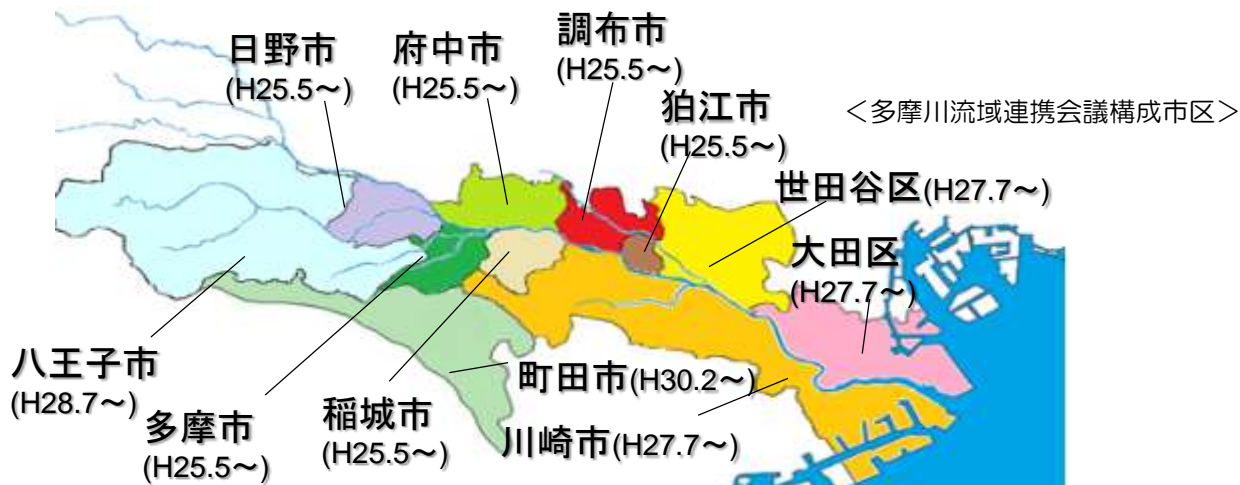 日野市
(H25.5～)
府中市
(H25.5～)
調布市
(H25.5～)
狛江市
(H25.5～)
＜多摩川流域連携会議構成市区＞
世田谷区(H27.7～)
大田区
(H27.7～)
八王子市
(H28.7～)
多摩市
(H25.5～)
稲城市
(H25.5～)
町田市(H30.2～)
川崎市(H27.7～)